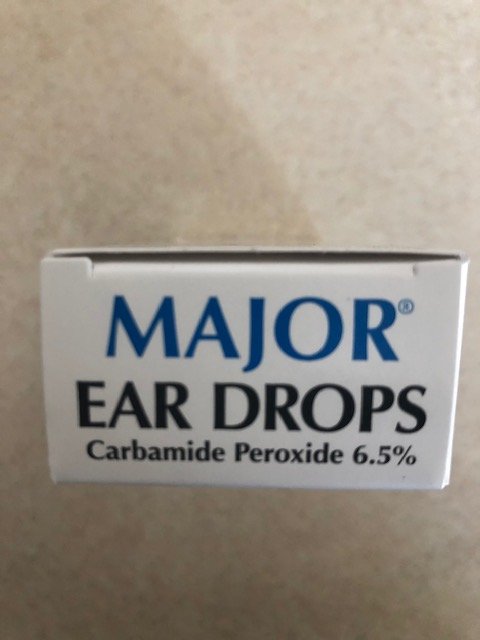 MAJOR®
EAR DROPS
Carbamide Peroxide 6.5%